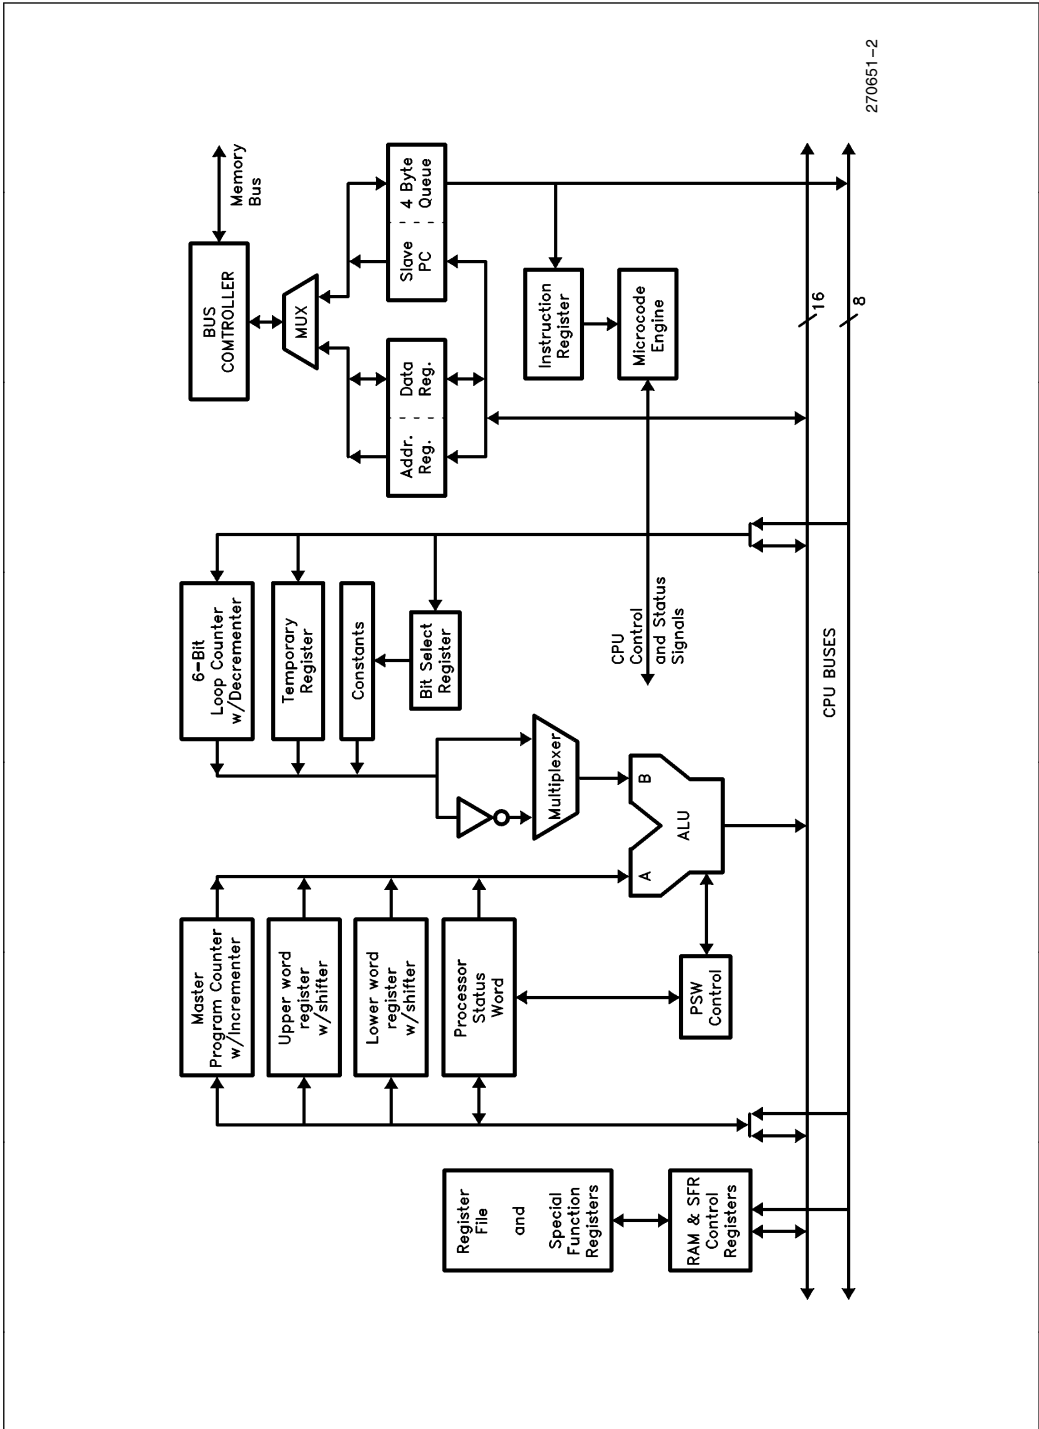 Register
File
and
Special
Function
Registers
RAM & SFR
Control
Registers
Master
Program Counter
w/Incrementer
Upper word
register
w/shifter
Lower word
register
w/shifter
Processor
Status
Word
PSW
Control
A
B
ALU
Multiplexer
6-Bit
Loop Counter
w/Decrementer
Temporary
Register
Constants
Bit Select
Register
CPU
Control
and Status
Signals
BUS
COMTROLLER
Memory
Bus
MUX
Addr.
Reg.
Data
Reg.
Slave
PC
4 Byte
Queue
Instruction
Register
Microcode
Engine
16
8
CPU BUSES
270651-2